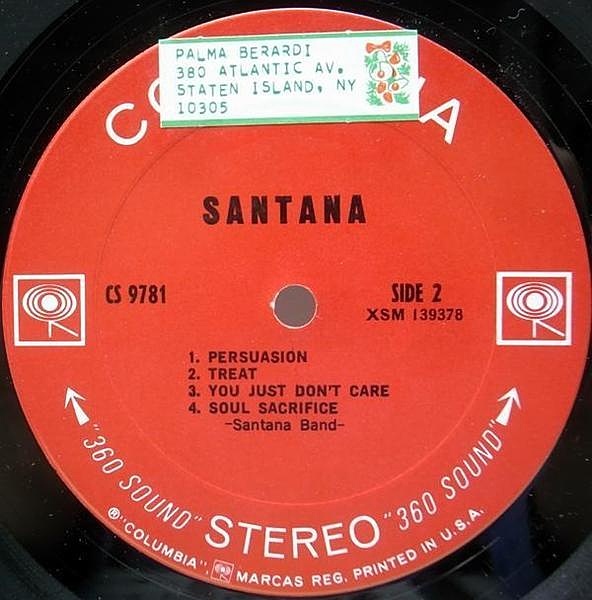 PALMA BERARDI
380 ATLANTIC AV.
STATEN ISLAND, NY
10305
SANTANA
CS 9781
SIDE 2
XSM 139378
1. PERSUASION
2. TREAT
3. YOU JUST DON'T CARE
4. SOUL SACRIFICE
-Santana Band-
"360 SOUND" STEREO "360 SOUND"
® "COLUMBIA", MARCAS REG. PRINTED IN U.S.A.